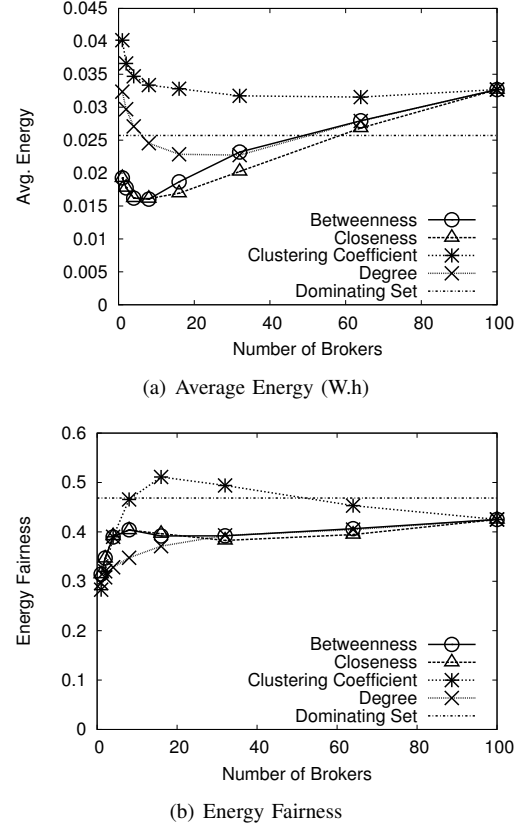 0.045
0.04
0.035
0.03
0.025
0.02
0.015
0.01
0.005
0
Avg. Energy
Betweenness
Closeness
Clustering Coefficient
Degree
Dominating Set
0 20 40 60 80 100
Number of Brokers
(a) Average Energy (W.h)
0.6
0.5
0.4
0.3
0.2
0.1
0
Energy Fairness
Betweenness
Closeness
Clustering Coefficient
Degree
Dominating Set
0 20 40 60 80 100
Number of Brokers
(b) Energy Fairness